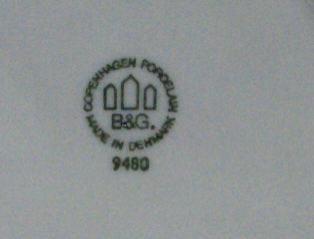 COPENHAGEN PORCELAIN
B&G.
MADE IN DENMARK
9480